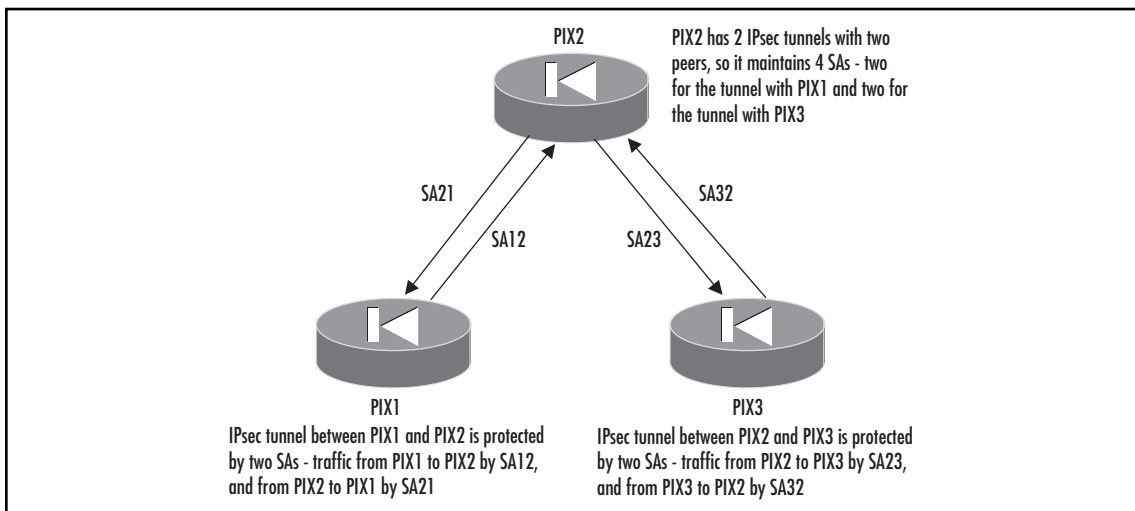 PIX2
PIX2 has 2 IPsec tunnels with two
peers, so it maintains 4 SAs - two
for the tunnel with PIX1 and two for
the tunnel with PIX3
SA21
SA12
SA23
SA32
PIX1
IPsec tunnel between PIX1 and PIX2 is protected
by two SAs - traffic from PIX1 to PIX2 by SA12,
and from PIX2 to PIX1 by SA21
PIX3
IPsec tunnel between PIX2 and PIX3 is protected
by two SAs - traffic from PIX2 to PIX3 by SA23,
and from PIX3 to PIX2 by SA32